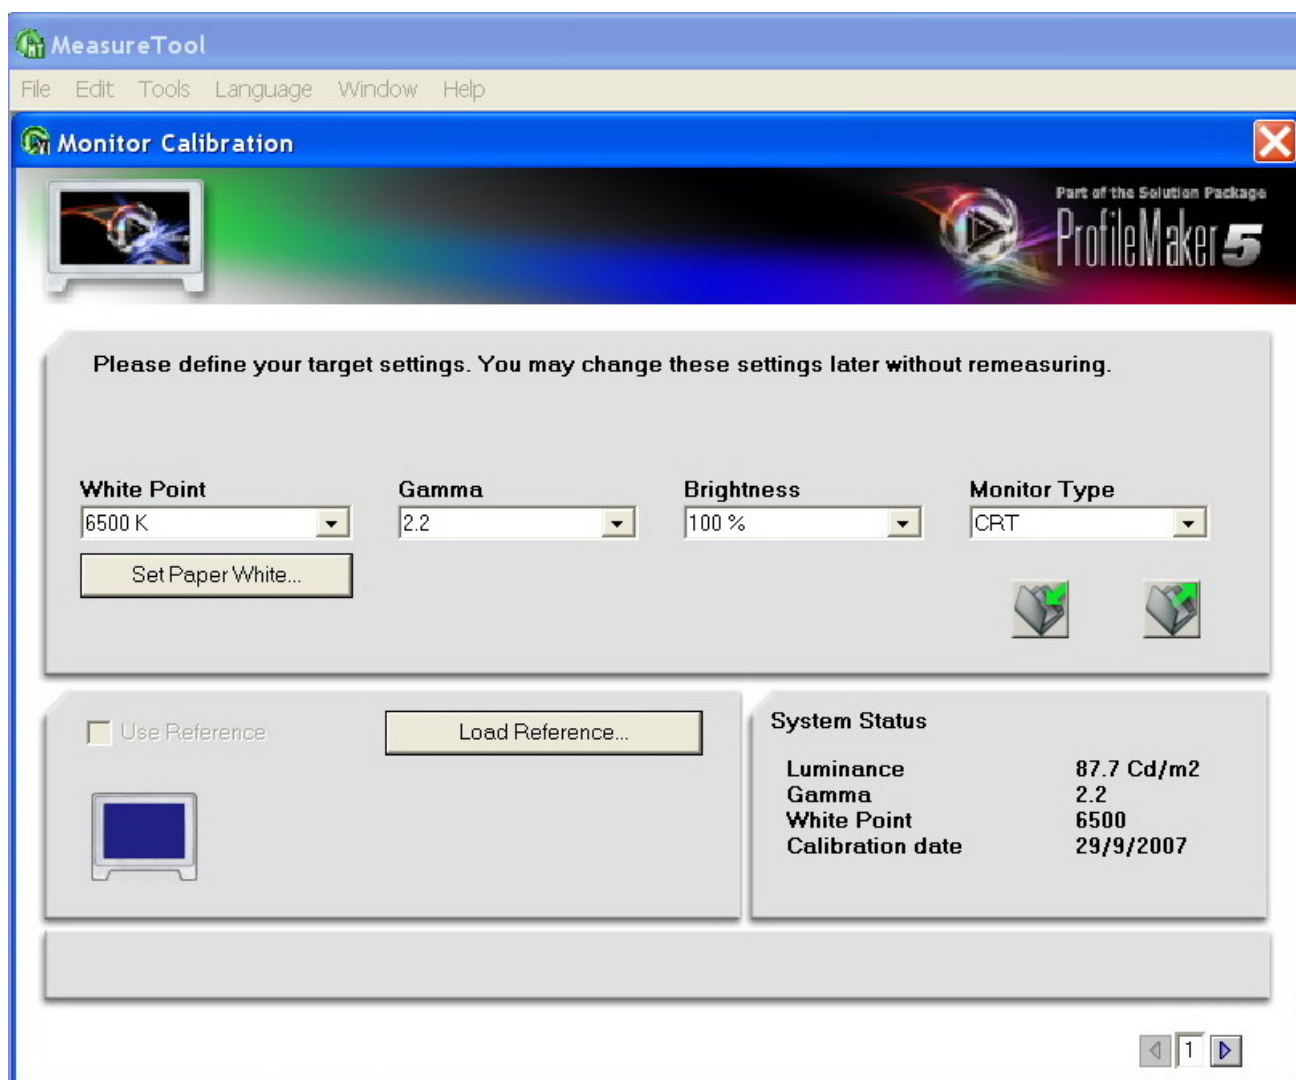 MeasureTool
File Edit Tools Language Window Help
Monitor Calibration
Part of the Solution Package
ProfileMaker 5
Please define your target settings. You may change these settings later without remeasuring.
White Point Gamma Brightness Monitor Type
6500 K 2.2 100 % CRT
Set Paper White...
Use Reference Load Reference...
System Status
Luminance 87.7 Cd/m2
Gamma 2.2
White Point 6500
Calibration date 29/9/2007
1